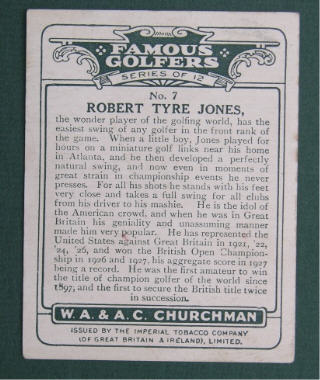 FAMOUS
GOLFERS
SERIES OF 12
No. 7
ROBERT TYRE JONES,
the wonder player of the golfing world, has the
easiest swing of any golfer in the front rank of
the game. When a little boy, Jones played for
hours on a miniature golf links near his home
in Atlanta, and he then developed a perfectly
natural swing, and now even in moments of
great strain in championship events he never
presses. For all his shots he stands with his feet
very close and takes a full swing for all clubs
from his driver to his mashie. He is the idol of
the American crowd, and when he was in Great
Britain his geniality and unassuming manner
made him very popular. He has represented the
United States against Great Britain in 1921, '22,
'24, '26, and won the British Open Champion-
ship in 1926 and 1927, his aggregate score in 1927
being a record. He was the first amateur to win
the title of champion golfer of the world since
1897, and the first to secure the British title twice
in succession.
W. A. & A. C. CHURCHMAN
ISSUED BY THE IMPERIAL TOBACCO COMPANY
(OF GREAT BRITAIN & IRELAND), LIMITED.